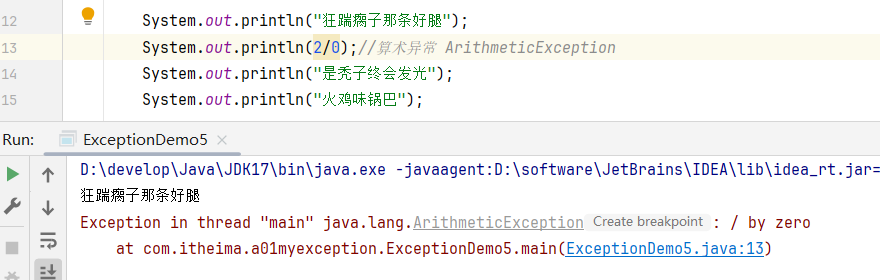 12 System.out.println("狂踹瘸子那条好腿");
13 System.out.println(2/0);//算术异常 ArithmeticException
14 System.out.println("是秃子终会发光");
15 System.out.println("火鸡味锅巴");
Run: ExceptionDemo5
D:\develop\Java\JDK17\bin\java.exe -javaagent:D:\software\JetBrains\IDEA\lib\idea_rt.jar=
狂踹瘸子那条好腿
Exception in thread "main" java.lang.ArithmeticException Create breakpoint : / by zero
at com.itheima.a01myexception.ExceptionDemo5.main(ExceptionDemo5.java:13)